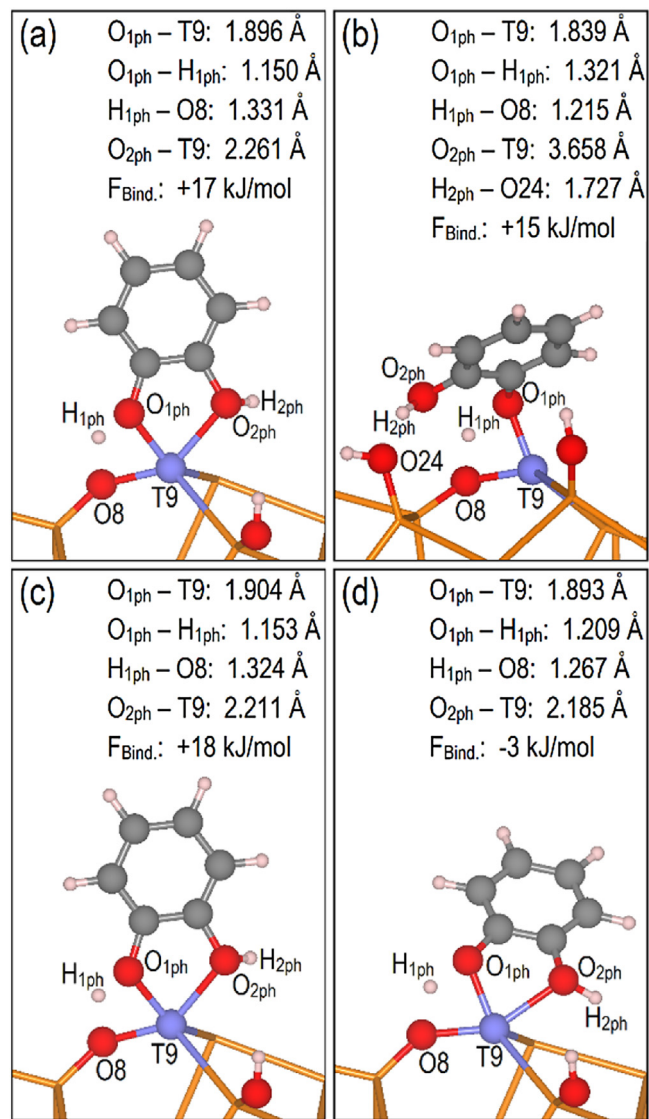 (a)
O₁ₚₕ – T9: 1.896 Å
O₁ₚₕ – H₁ₚₕ: 1.150 Å
H₁ₚₕ – O8: 1.331 Å
O₂ₚₕ – T9: 2.261 Å
F_Bind.: +17 kJ/mol
H₁ₚₕ
O₁ₚₕ
H₂ₚₕ
O₂ₚₕ
T9
O8
(b)
O₁ₚₕ – T9: 1.839 Å
O₁ₚₕ – H₁ₚₕ: 1.321 Å
H₁ₚₕ – O8: 1.215 Å
O₂ₚₕ – T9: 3.658 Å
H₂ₚₕ – O24: 1.727 Å
F_Bind.: +15 kJ/mol
O₂ₚₕ
O₁ₚₕ
H₂ₚₕ
H₁ₚₕ
O24
T9
O8
(c)
O₁ₚₕ – T9: 1.904 Å
O₁ₚₕ – H₁ₚₕ: 1.153 Å
H₁ₚₕ – O8: 1.324 Å
O₂ₚₕ – T9: 2.211 Å
F_Bind.: +18 kJ/mol
H₁ₚₕ
O₁ₚₕ
H₂ₚₕ
O₂ₚₕ
T9
O8
(d)
O₁ₚₕ – T9: 1.893 Å
O₁ₚₕ – H₁ₚₕ: 1.209 Å
H₁ₚₕ – O8: 1.267 Å
O₂ₚₕ – T9: 2.185 Å
F_Bind.: -3 kJ/mol
H₁ₚₕ
O₁ₚₕ
O₂ₚₕ
H₂ₚₕ
O8
T9